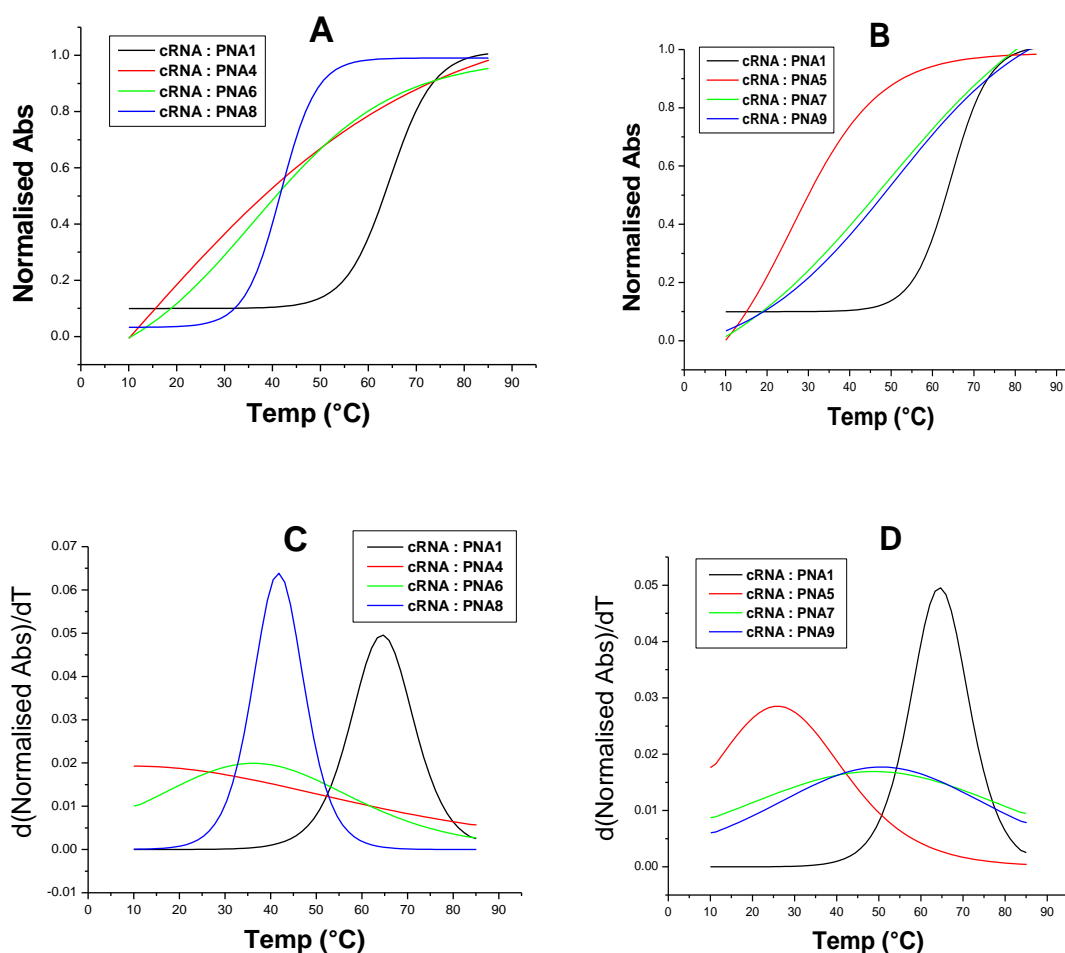 A
cRNA : PNA1
cRNA : PNA4
cRNA : PNA6
cRNA : PNA8
1.0
0.8
0.6
0.4
0.2
0.0
Normalised Abs
0 10 20 30 40 50 60 70 80 90
Temp (°C)
B
cRNA : PNA1
cRNA : PNA5
cRNA : PNA7
cRNA : PNA9
1.0
0.8
0.6
0.4
0.2
0.0
Normalised Abs
0 10 20 30 40 50 60 70 80 90
Temp (°C)
C
cRNA : PNA1
cRNA : PNA4
cRNA : PNA6
cRNA : PNA8
0.07
0.06
0.05
0.04
0.03
0.02
0.01
0.00
-0.01
d(Normalised Abs)/dT
0 10 20 30 40 50 60 70 80 90
Temp (°C)
D
cRNA : PNA1
cRNA : PNA5
cRNA : PNA7
cRNA : PNA9
0.05
0.04
0.03
0.02
0.01
0.00
d(Normalised Abs)/dT
0 10 20 30 40 50 60 70 80 90
Temp (°C)